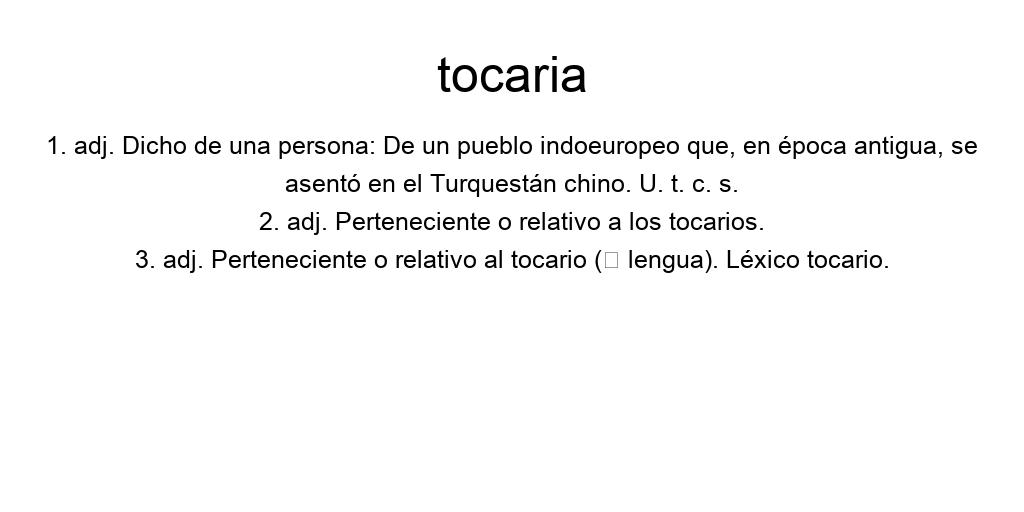 tocaria
1. adj. Dicho de una persona: De un pueblo indoeuropeo que, en época antigua, se
asentó en el Turquestán chino. U. t. c. s.
2. adj. Perteneciente o relativo a los tocarios.
3. adj. Perteneciente o relativo al tocario (□ lengua). Léxico tocario.